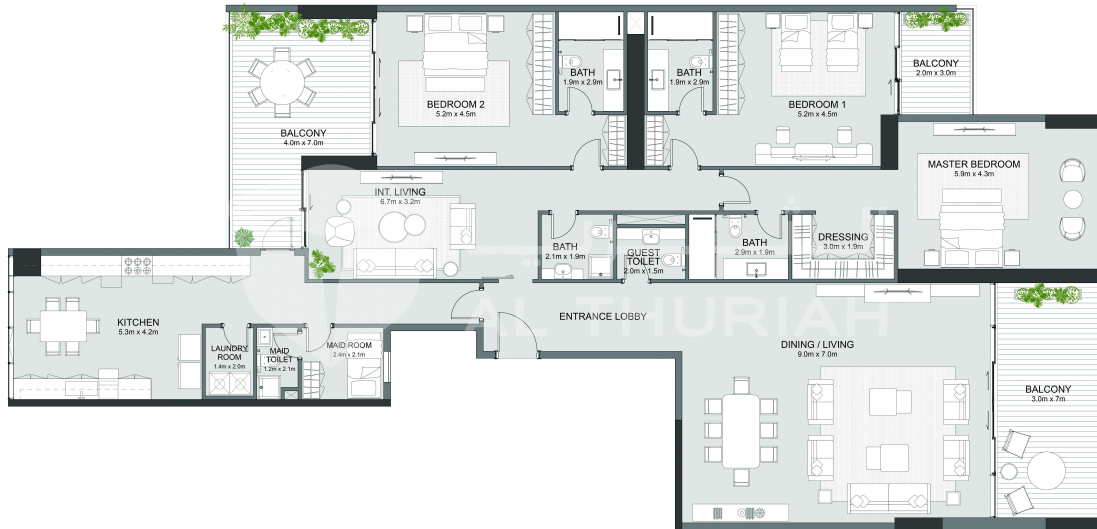 BATH
1.9m x 2.9m
BATH
1.9m x 2.9m
BALCONY
2.0m x 3.0m
BEDROOM 2
5.2m x 4.5m
BEDROOM 1
5.2m x 4.5m
BALCONY
4.0m x 7.0m
MASTER BEDROOM
5.9m x 4.3m
INT. LIVING
6.7m x 3.2m
BATH
2.1m x 1.9m
GUEST
TOILET
2.0m x 1.5m
BATH
2.9m x 1.9m
DRESSING
3.0m x 1.9m
KITCHEN
5.3m x 4.2m
ENTRANCE LOBBY
AL THURIAH
LAUNDRY
ROOM
1.4m x 2.0m
MAID
TOILET
1.2m x 2.1m
MAID ROOM
2.4m x 2.1m
DINING / LIVING
9.0m x 7.0m
BALCONY
3.0m x 7m